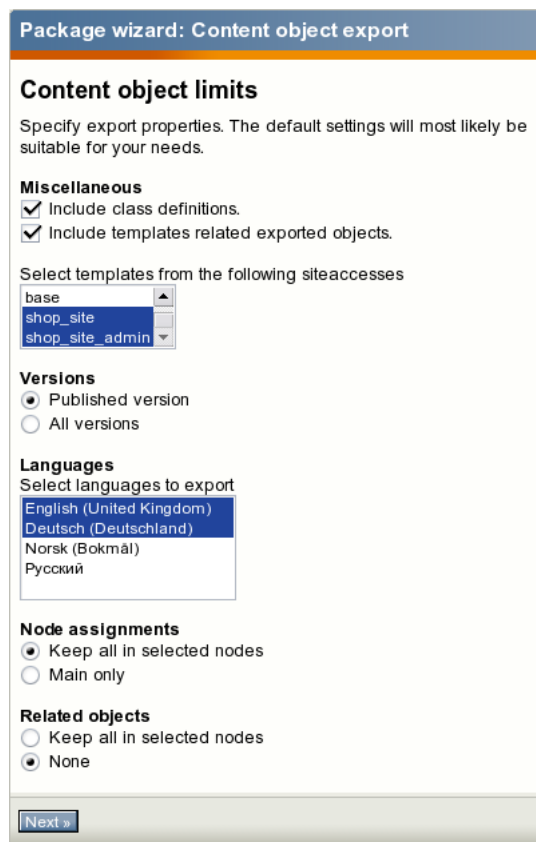 Package wizard: Content object export
Content object limits
Specify export properties. The default settings will most likely be
suitable for your needs.
Miscellaneous
Include class definitions.
Include templates related exported objects.
Select templates from the following siteaccesses
base
shop_site
shop_site_admin
Versions
Published version
All versions
Languages
Select languages to export
English (United Kingdom)
Deutsch (Deutschland)
Norsk (Bokmål)
Русский
Node assignments
Keep all in selected nodes
Main only
Related objects
Keep all in selected nodes
None
Next »